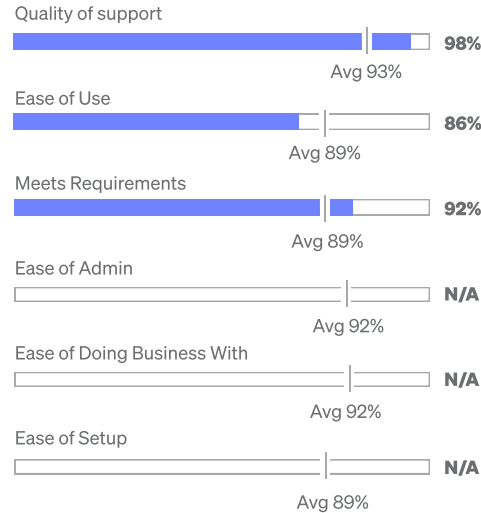 Quality of support
98%
Avg 93%
Ease of Use
86%
Avg 89%
Meets Requirements
92%
Avg 89%
Ease of Admin
N/A
Avg 92%
Ease of Doing Business With
N/A
Avg 92%
Ease of Setup
N/A
Avg 89%